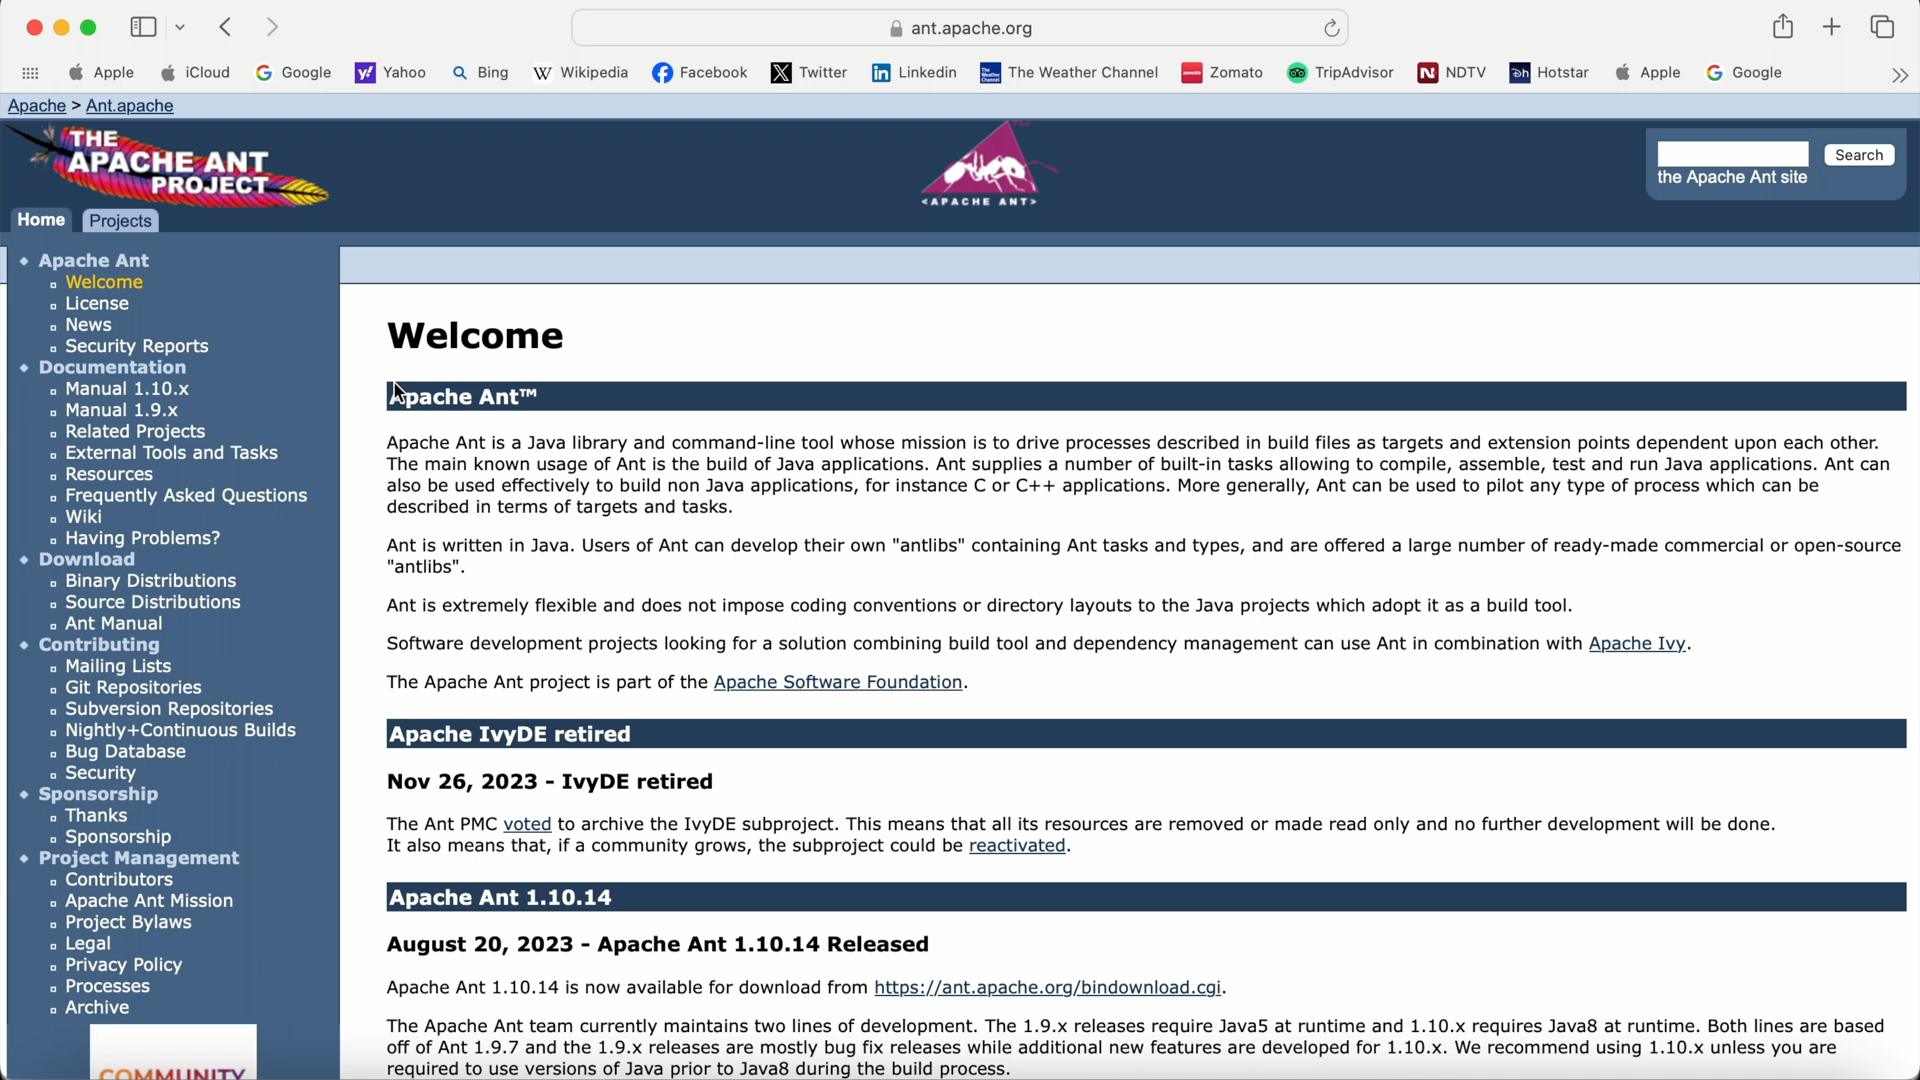 ant.apache.org
Apple iCloud Google Yahoo Bing Wikipedia Facebook Twitter Linkedin The Weather Channel Zomato TripAdvisor NDTV Hotstar Apple Google
Apache > Ant.apache
THE
APACHE ANT
PROJECT
<APACHE ANT>
Search
the Apache Ant site
Home Projects
Apache Ant
Welcome
License
News
Security Reports
Documentation
Manual 1.10.x
Manual 1.9.x
Related Projects
External Tools and Tasks
Resources
Frequently Asked Questions
Wiki
Having Problems?
Download
Binary Distributions
Source Distributions
Ant Manual
Contributing
Mailing Lists
Git Repositories
Subversion Repositories
Nightly+Continuous Builds
Bug Database
Security
Sponsorship
Thanks
Sponsorship
Project Management
Contributors
Apache Ant Mission
Project Bylaws
Legal
Privacy Policy
Processes
Archive
COMMUNITY
Welcome
Apache Ant™
Apache Ant is a Java library and command-line tool whose mission is to drive processes described in build files as targets and extension points dependent upon each other.
The main known usage of Ant is the build of Java applications. Ant supplies a number of built-in tasks allowing to compile, assemble, test and run Java applications. Ant can
also be used effectively to build non Java applications, for instance C or C++ applications. More generally, Ant can be used to pilot any type of process which can be
described in terms of targets and tasks.
Ant is written in Java. Users of Ant can develop their own "antlibs" containing Ant tasks and types, and are offered a large number of ready-made commercial or open-source
"antlibs".
Ant is extremely flexible and does not impose coding conventions or directory layouts to the Java projects which adopt it as a build tool.
Software development projects looking for a solution combining build tool and dependency management can use Ant in combination with Apache Ivy.
The Apache Ant project is part of the Apache Software Foundation.
Apache IvyDE retired
Nov 26, 2023 - IvyDE retired
The Ant PMC voted to archive the IvyDE subproject. This means that all its resources are removed or made read only and no further development will be done.
It also means that, if a community grows, the subproject could be reactivated.
Apache Ant 1.10.14
August 20, 2023 - Apache Ant 1.10.14 Released
Apache Ant 1.10.14 is now available for download from https://ant.apache.org/bindownload.cgi.
The Apache Ant team currently maintains two lines of development. The 1.9.x releases require Java5 at runtime and 1.10.x requires Java8 at runtime. Both lines are based
off of Ant 1.9.7 and the 1.9.x releases are mostly bug fix releases while additional new features are developed for 1.10.x. We recommend using 1.10.x unless you are
required to use versions of Java prior to Java8 during the build process.